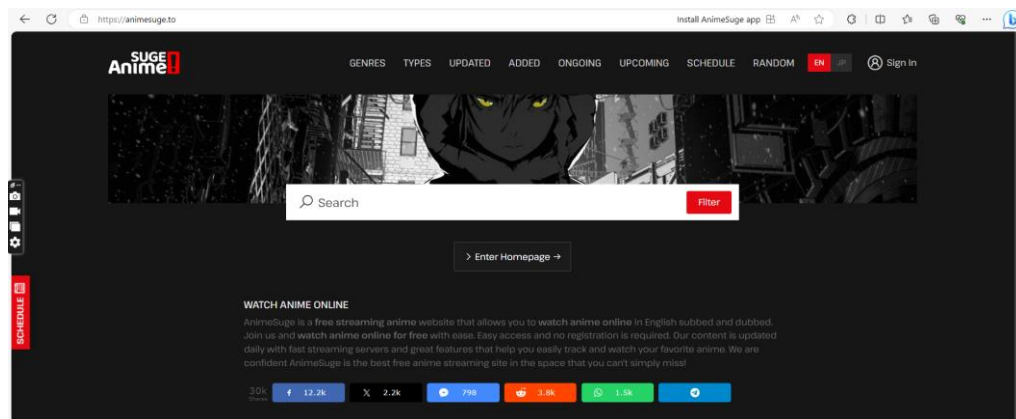 https://animesuge.to
Install AnimeSuge app
SUGE
Anime!
GENRES TYPES UPDATED ADDED ONGOING UPCOMING SCHEDULE RANDOM EN JP Sign In
Search Filter
> Enter Homepage →
SCHEDULE
WATCH ANIME ONLINE
AnimeSuge is a free streaming anime website that allows you to watch anime online in English subbed and dubbed.
Join us and watch anime online for free with ease. Easy access and no registration is required. Our content is updated
daily with fast streaming servers and great features that help you easily track and watch your favorite anime. We are
confident AnimeSuge is the best free anime streaming site in the space that you can't simply miss!
30k
Shares
12.2k 2.2k 798 3.8k 1.5k